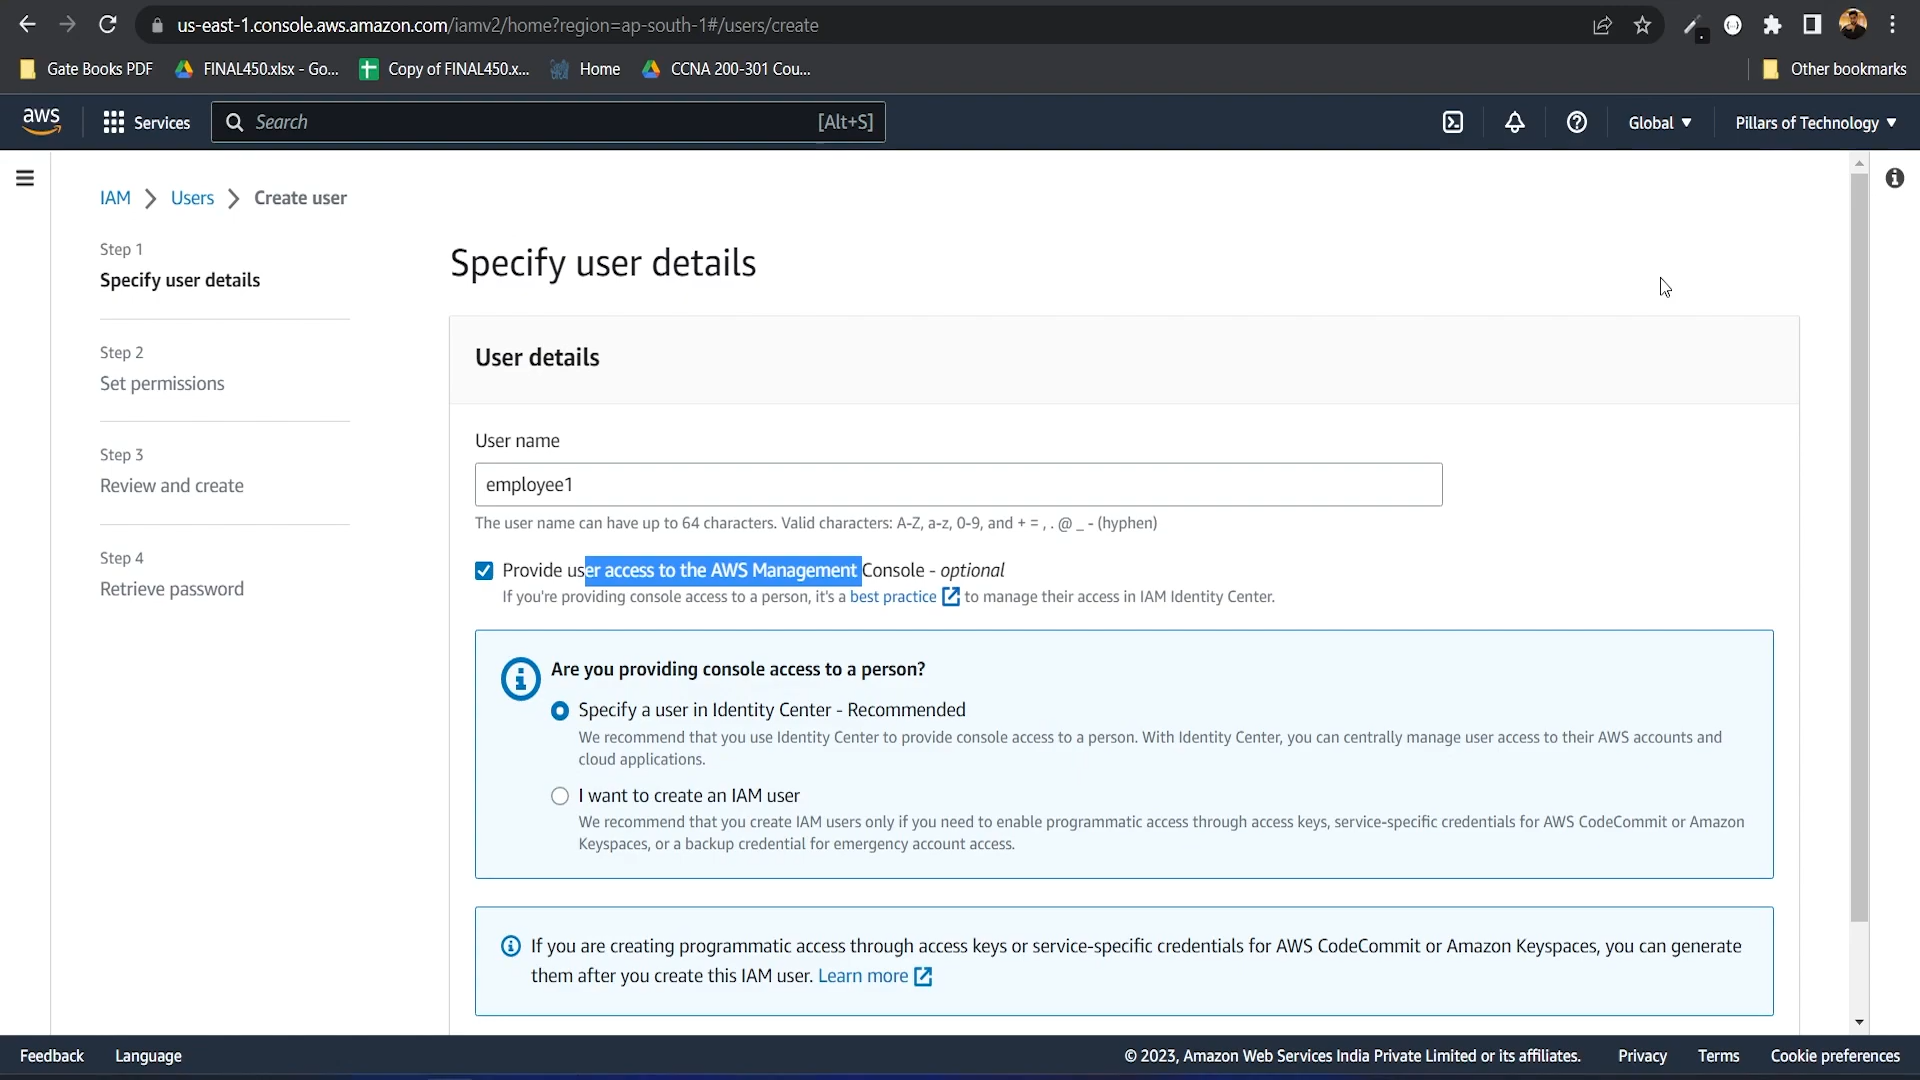 us-east-1.console.aws.amazon.com/iamv2/home?region=ap-south-1#/users/create
Gate Books PDF
FINAL450.xlsx - Go...
Copy of FINAL450.x...
Home
CCNA 200-301 Cou...
Other bookmarks
aws
Services
Search
[Alt+S]
Global
Pillars of Technology
IAM
Users
Create user
Step 1
Specify user details
Step 2
Set permissions
Step 3
Review and create
Step 4
Retrieve password
Specify user details
User details
User name
employee1
The user name can have up to 64 characters. Valid characters: A-Z, a-z, 0-9, and + = , . @ _ - (hyphen)
Provide user access to the AWS Management Console - optional
If you're providing console access to a person, it's a best practice to manage their access in IAM Identity Center.
Are you providing console access to a person?
Specify a user in Identity Center - Recommended
We recommend that you use Identity Center to provide console access to a person. With Identity Center, you can centrally manage user access to their AWS accounts and
cloud applications.
I want to create an IAM user
We recommend that you create IAM users only if you need to enable programmatic access through access keys, service-specific credentials for AWS CodeCommit or Amazon
Keyspaces, or a backup credential for emergency account access.
If you are creating programmatic access through access keys or service-specific credentials for AWS CodeCommit or Amazon Keyspaces, you can generate
them after you create this IAM user. Learn more
Feedback
Language
© 2023, Amazon Web Services India Private Limited or its affiliates.
Privacy
Terms
Cookie preferences